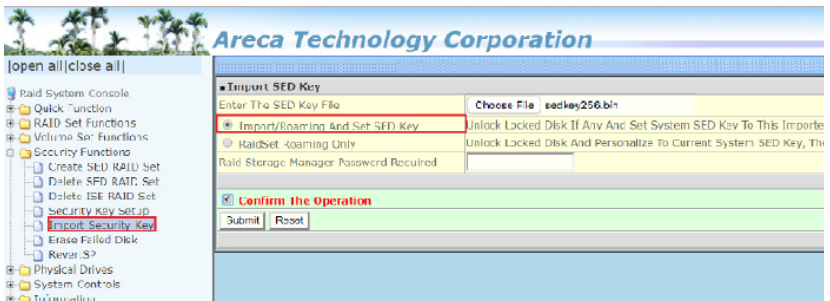 Areca Technology Corporation
|open all|close all|
Raid System Console
Quick Function
RAID Set Functions
Volume Set Functions
Security Functions
Create SED RAID Set
Delete SED RAID Set
Delete ISE RAID Set
Security Key Setup
Import Security Key
Erase Failed Disk
RevertSP
Physical Drives
System Controls
Information
Import SED Key
Enter The SED Key File
Choose File sedkey256.bin
Import/Roaming And Set SED Key
Unlock Locked Disk If Any And Set System SED Key To This Importe
RaidSet Roaming Only
Unlock Locked Disk And Personalize To Current System SED Key, The
Raid Storage Manager Password Required
Confirm The Operation
Submit Reset